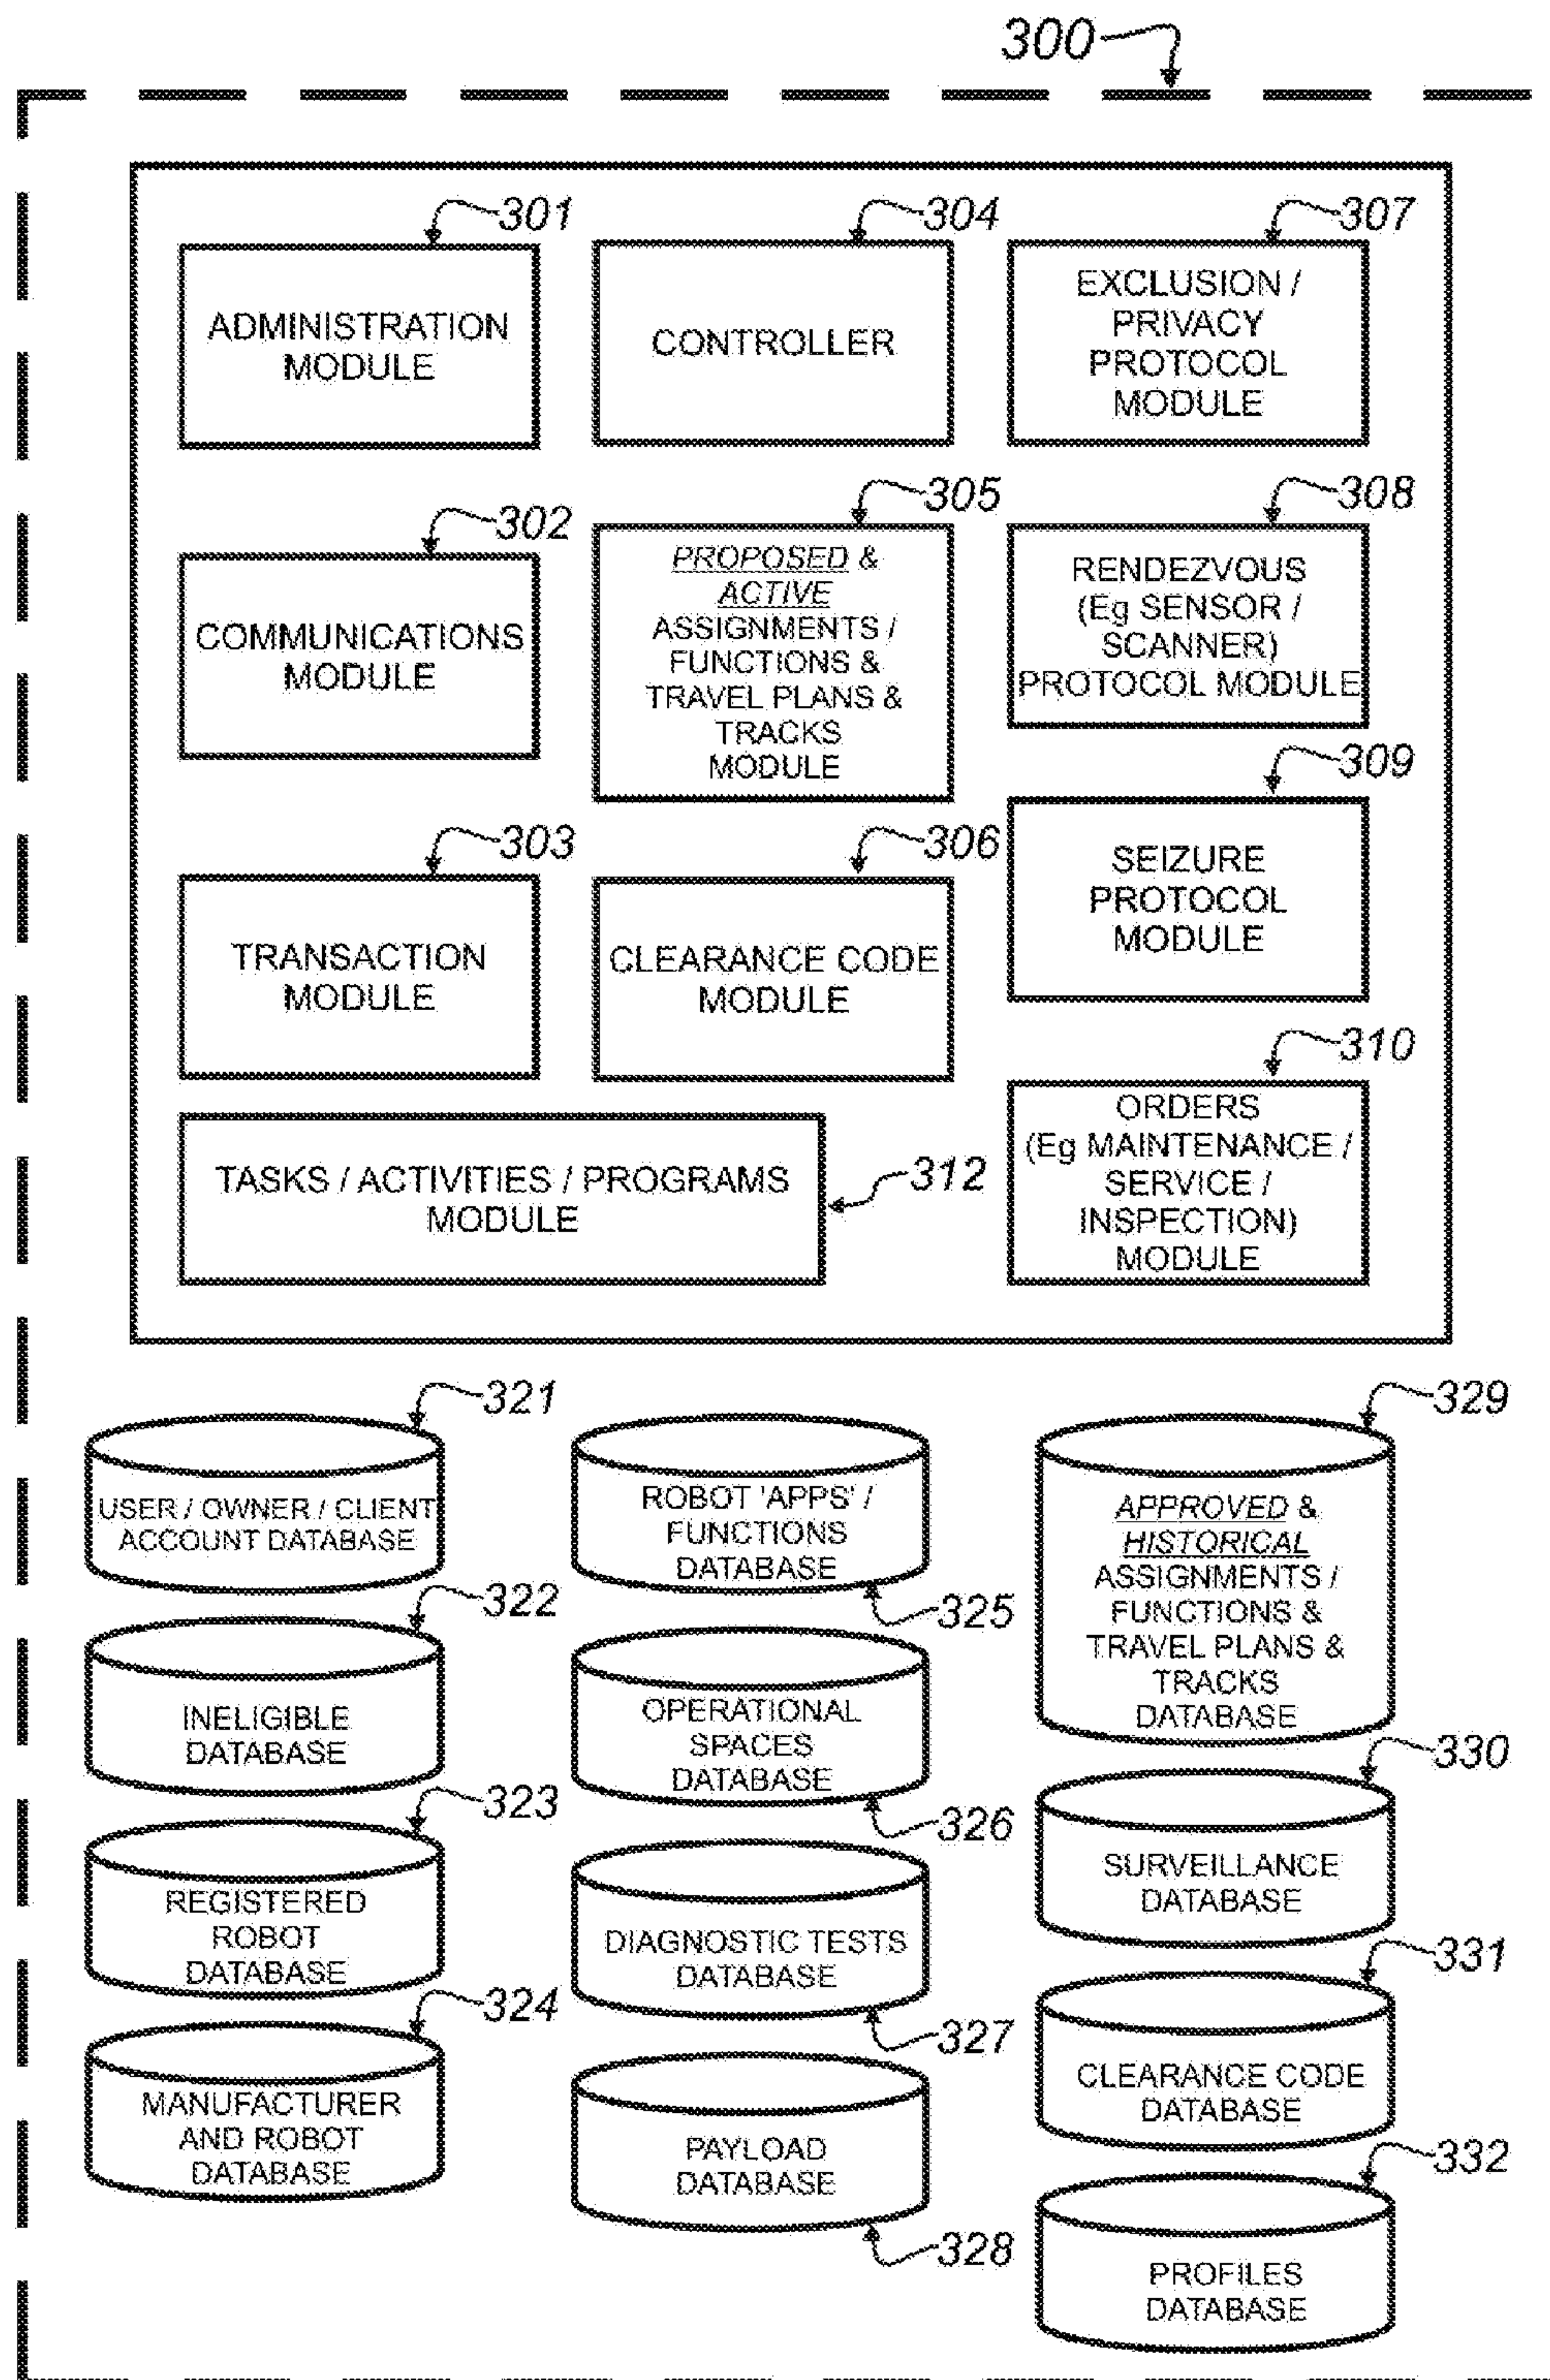 300
301
ADMINISTRATION
MODULE
304
CONTROLLER
307
EXCLUSION /
PRIVACY
PROTOCOL
MODULE
302
COMMUNICATIONS
MODULE
305
PROPOSED &
ACTIVE
ASSIGNMENTS /
FUNCTIONS &
TRAVEL PLANS &
TRACKS
MODULE
308
RENDEZVOUS
(Eg SENSOR /
SCANNER)
PROTOCOL MODULE
303
TRANSACTION
MODULE
306
CLEARANCE CODE
MODULE
309
SEIZURE
PROTOCOL
MODULE
312
TASKS / ACTIVITIES / PROGRAMS
MODULE
310
ORDERS
(Eg MAINTENANCE /
SERVICE /
INSPECTION)
MODULE
321
USER / OWNER / CLIENT
ACCOUNT DATABASE
322
INELIGIBLE
DATABASE
323
REGISTERED
ROBOT
DATABASE
324
MANUFACTURER
AND ROBOT
DATABASE
ROBOT 'APPS' /
FUNCTIONS
DATABASE
325
OPERATIONAL
SPACES
DATABASE
326
DIAGNOSTIC TESTS
DATABASE
327
PAYLOAD
DATABASE
328
329
APPROVED &
HISTORICAL
ASSIGNMENTS /
FUNCTIONS &
TRAVEL PLANS &
TRACKS
DATABASE
330
SURVEILLANCE
DATABASE
331
CLEARANCE CODE
DATABASE
332
PROFILES
DATABASE